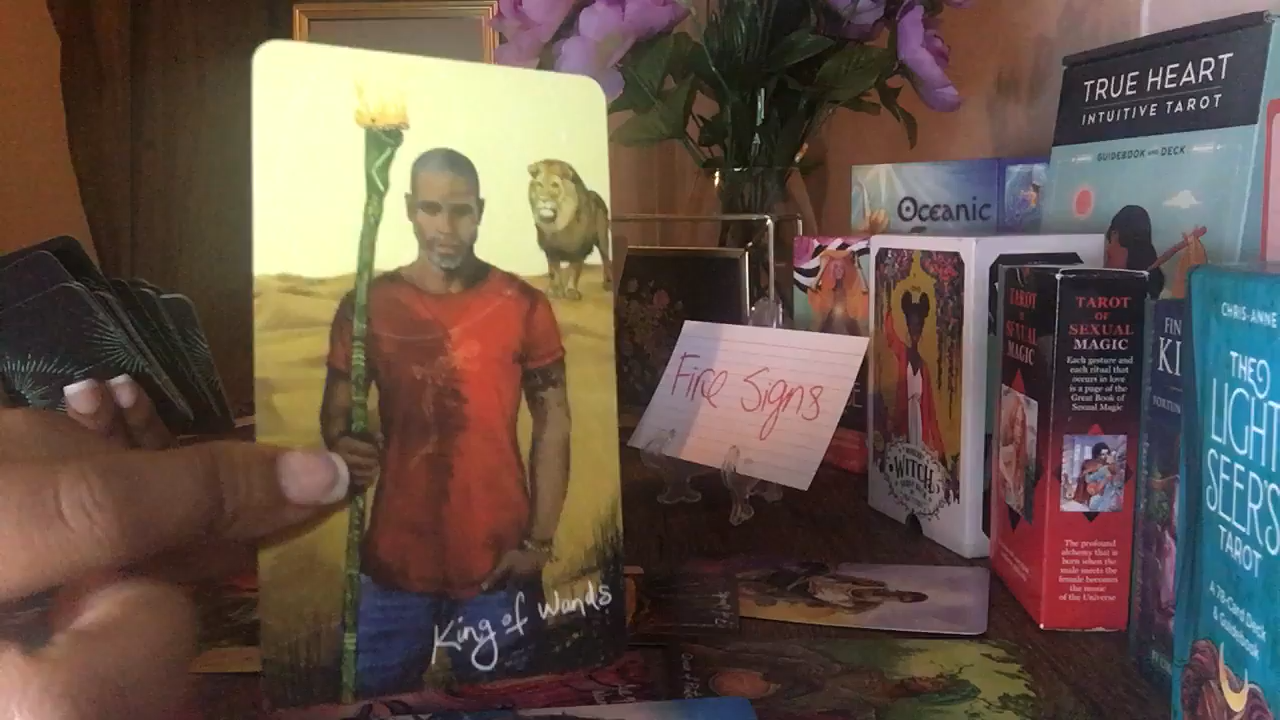 King of Wands
Fire Signs
TRUE HEART
INTUITIVE TAROT
GUIDEBOOK AND DECK
Oceanic
TAROT
OF
SEXUAL
MAGIC
TAROT
OF
SEXUAL
MAGIC
Each gesture and
each ritual that
occurs in love
is a page of the
Great Book of
Sexual Magic
The profound
alchemy that is
born when the
male meets the
female becomes
the music
of the Universe
WITCH
FIN
KI
CHRIS-ANNE
THE
LIGHT
SEER'S
TAROT
A 78-Card Deck
& Guidebook